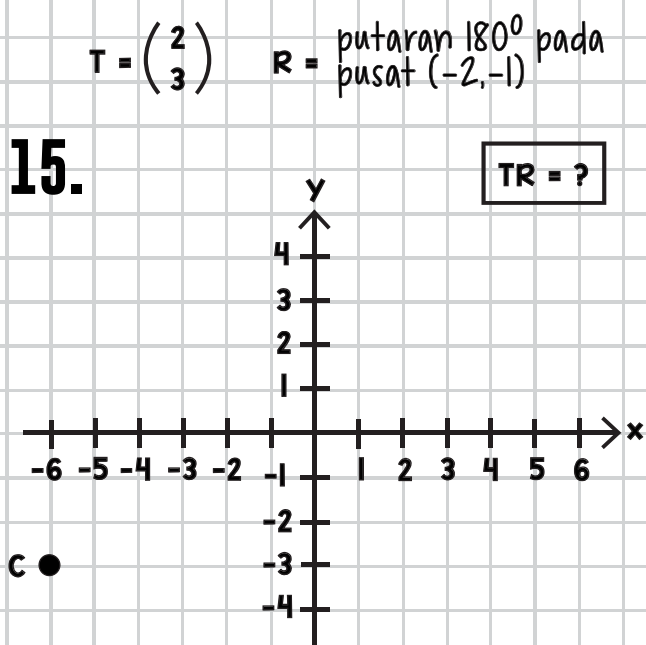 T = ( 2 3 ) R = putaran 180⁰ pada pusat (-2,-1)
15.
TR = ?
y
4
3
2
1
x
-6 -5 -4 -3 -2 -1 1 2 3 4 5 6
-2
C
-3
-4